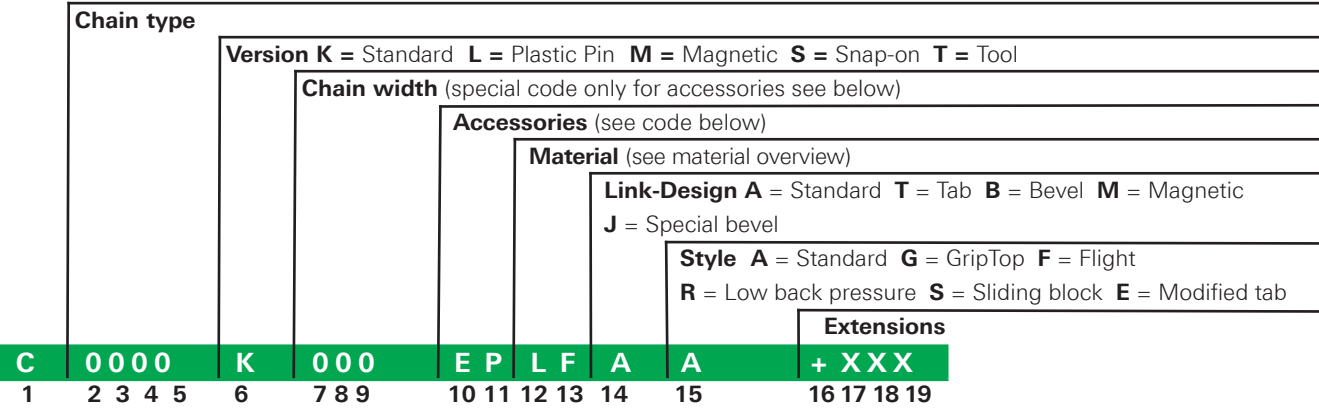 Chain type
Version K = Standard L = Plastic Pin M = Magnetic S = Snap-on T = Tool
Chain width (special code only for accessories see below)
Accessories (see code below)
Material (see material overview)
Link-Design A = Standard T = Tab B = Bevel M = Magnetic
J = Special bevel
Style A = Standard G = GripTop F = Flight
R = Low back pressure S = Sliding block E = Modified tab
Extensions
C 0000 K 000 E P L F A A + X X X
1 2 3 4 5 6 7 8 9 10 11 12 13 14 15 16 17 18 19